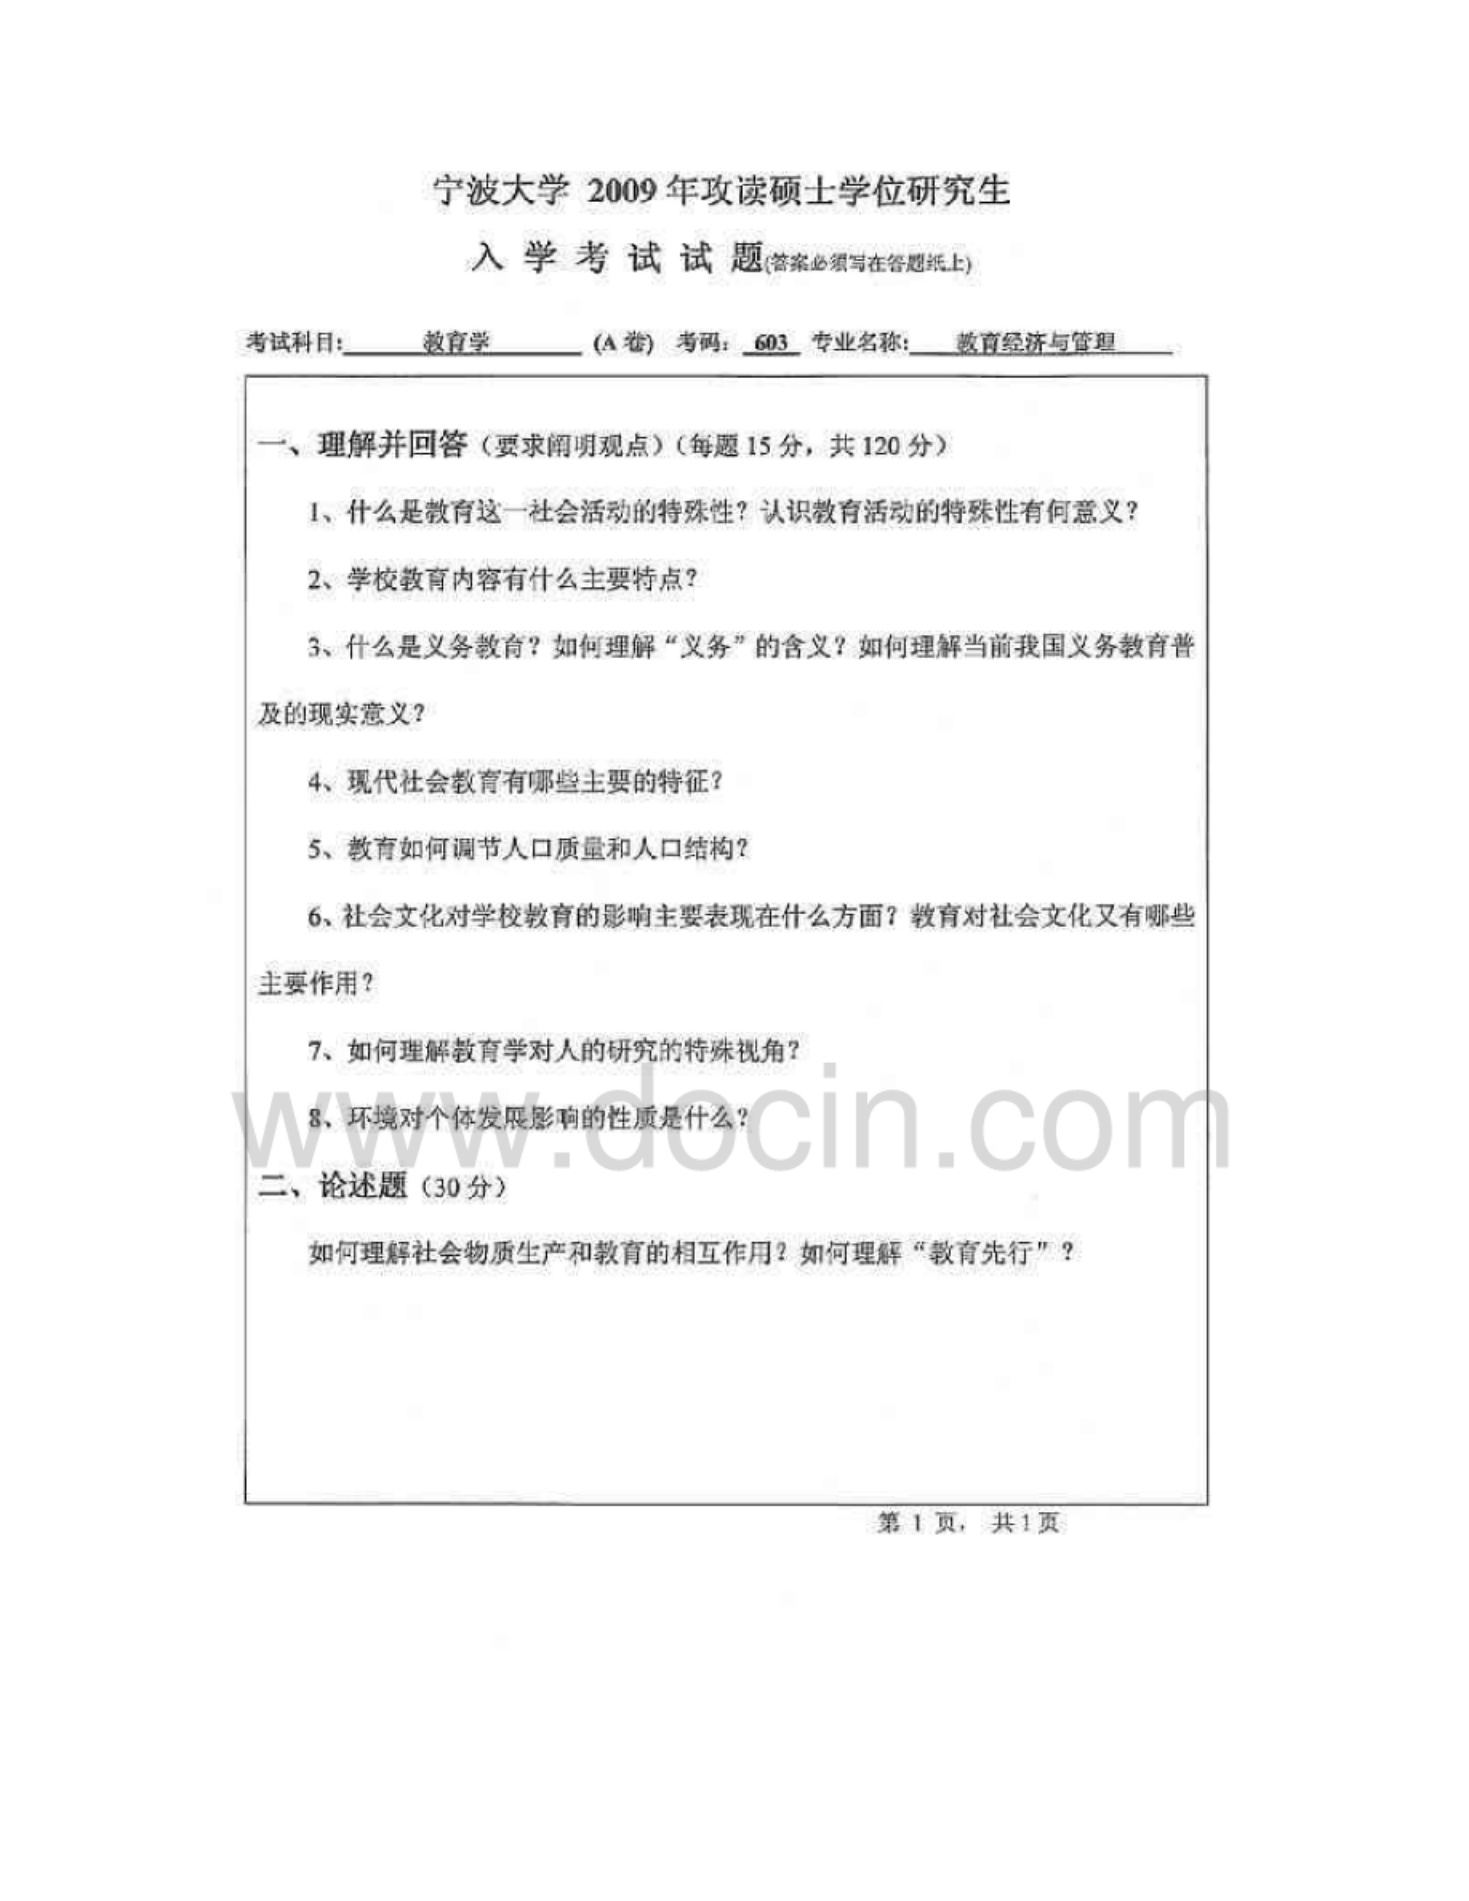 宁波大学 2009 年攻读硕士学位研究生
入 学 考 试 试 题(答案必须写在答题纸上)
考试科目: 教育学 (A 卷) 考码: 603 专业名称: 教育经济与管理
一、理解并回答（要求阐明观点）（每题 15 分，共 120 分）
1、什么是教育这一社会活动的特殊性？认识教育活动的特殊性有何意义？
2、学校教育内容有什么主要特点？
3、什么是义务教育？如何理解“义务”的含义？如何理解当前我国义务教育普
及的现实意义？
4、现代社会教育有哪些主要的特征？
5、教育如何调节人口质量和人口结构？
6、社会文化对学校教育的影响主要表现在什么方面？教育对社会文化又有哪些
主要作用？
7、如何理解教育学对人的研究的特殊视角？
www.docin.com
8、环境对个体发展影响的性质是什么？
二、论述题（30 分）
如何理解社会物质生产和教育的相互作用？如何理解“教育先行”？
第 1 页， 共 1 页